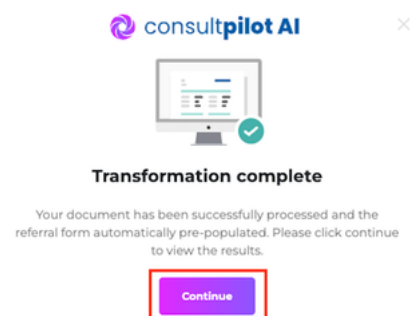 consultpilot AI
Transformation complete
Your document has been successfully processed and the
referral form automatically pre-populated. Please click continue
to view the results.
Continue